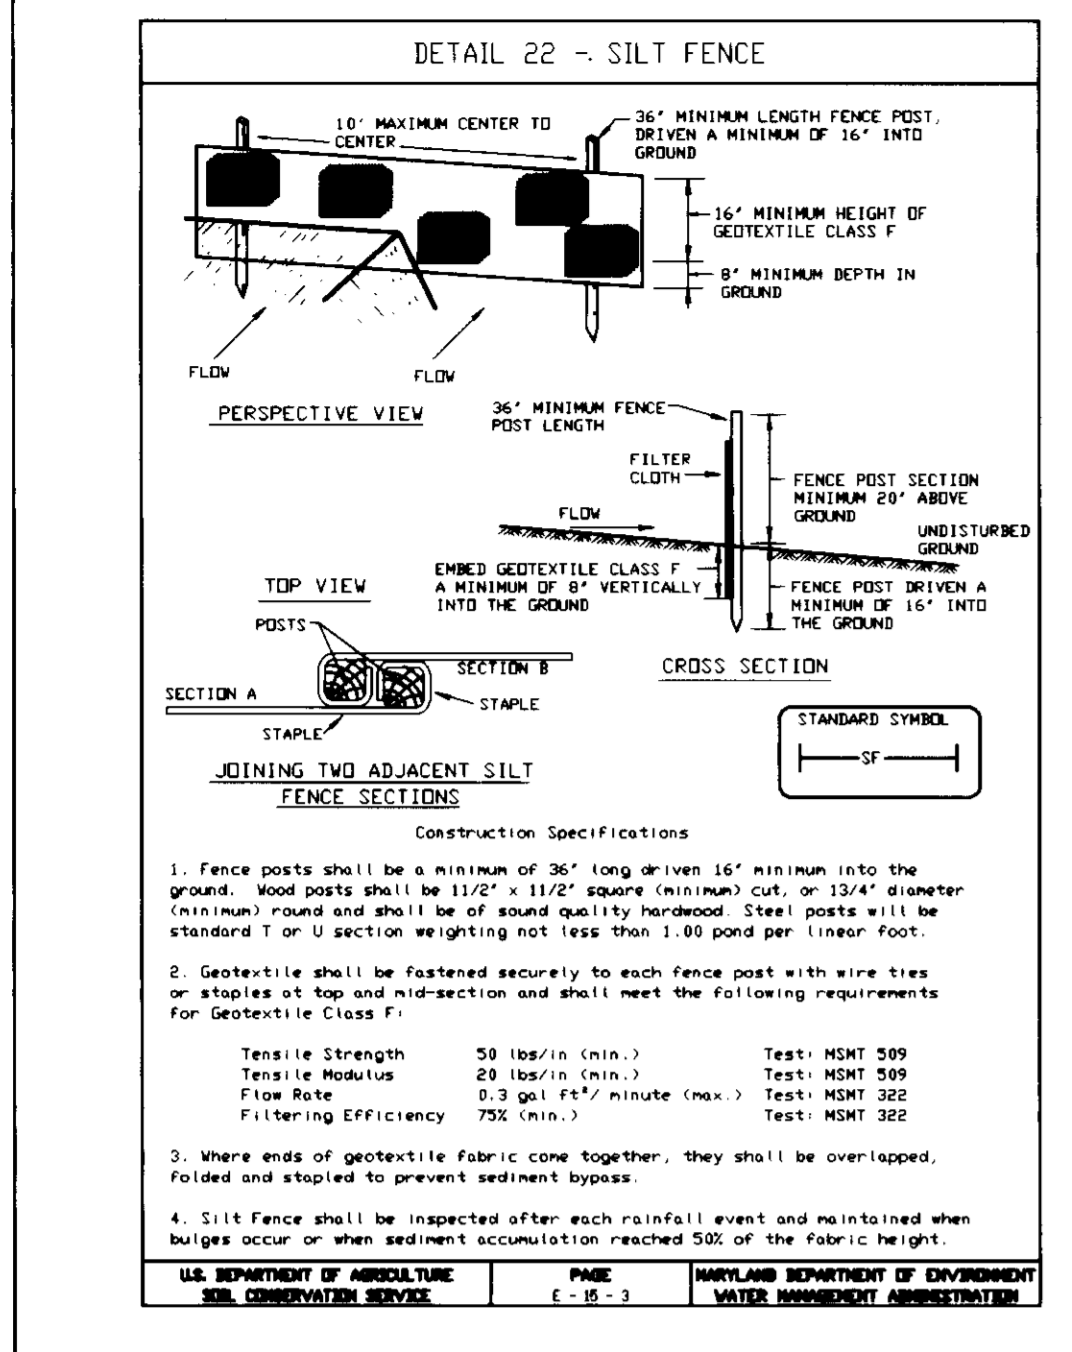 DETAIL 22 -. SILT FENCE
10' MAXIMUM CENTER TO
CENTER
36' MINIMUM LENGTH FENCE POST,
DRIVEN A MINIMUM OF 16' INTO
GROUND
16' MINIMUM HEIGHT OF
GEOTEXTILE CLASS F
8' MINIMUM DEPTH IN
GROUND
FLOW
FLOW
PERSPECTIVE VIEW
36' MINIMUM FENCE
POST LENGTH
FILTER
CLOTH
FENCE POST SECTION
MINIMUM 20' ABOVE
GROUND
FLOW
UNDISTURBED
GROUND
EMBED GEOTEXTILE CLASS F
A MINIMUM OF 8' VERTICALLY
INTO THE GROUND
FENCE POST DRIVEN A
MINIMUM OF 16' INTO
THE GROUND
TOP VIEW
POSTS
SECTION B
SECTION A
STAPLE
STAPLE
CROSS SECTION
STANDARD SYMBOL
SF
JOINING TWO ADJACENT SILT
FENCE SECTIONS
Construction Specifications
1. Fence posts shall be a minimum of 36' long driven 16' minimum into the
ground. Wood posts shall be 11/2' x 11/2' square (minimum) cut, or 13/4' diameter
(minimum) round and shall be of sound quality hardwood. Steel posts will be
standard T or U section weighting not less than 1.00 pond per linear foot.
2. Geotextile shall be fastened securely to each fence post with wire ties
or staples at top and mid-section and shall meet the following requirements
for Geotextile Class F:
Tensile Strength 50 lbs/in (min.) Test: MSMT 509
Tensile Modulus 20 lbs/in (min.) Test: MSMT 509
Flow Rate 0.3 gal ft²/ minute (max.) Test: MSMT 322
Filtering Efficiency 75% (min.) Test: MSMT 322
3. Where ends of geotextile fabric come together, they shall be overlapped,
folded and stapled to prevent sediment bypass.
4. Silt Fence shall be inspected after each rainfall event and maintained when
bulges occur or when sediment accumulation reached 50% of the fabric height.
U.S. DEPARTMENT OF AGRICULTURE
SOIL CONSERVATION SERVICE
PAGE
E - 15 - 3
MARYLAND DEPARTMENT OF ENVIRONMENT
WATER MANAGEMENT ADMINISTRATION